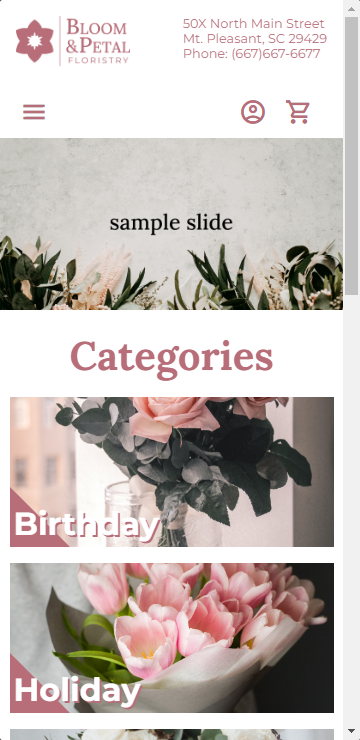 BLOOM
&PETAL
FLORISTRY
50X North Main Street
Mt. Pleasant, SC 29429
Phone: (667)667-6677
sample slide
Categories
Birthday
Holiday